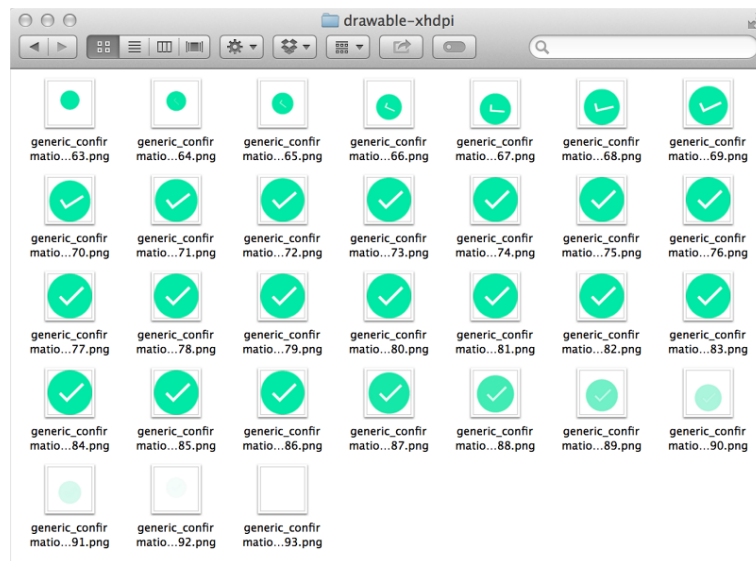 drawable-xhdpi
generic_confir generic_confir generic_confir generic_confir generic_confir generic_confir generic_confir
matio...63.png matio...64.png matio...65.png matio...66.png matio...67.png matio...68.png matio...69.png
generic_confir generic_confir generic_confir generic_confir generic_confir generic_confir generic_confir
matio...70.png matio...71.png matio...72.png matio...73.png matio...74.png matio...75.png matio...76.png
generic_confir generic_confir generic_confir generic_confir generic_confir generic_confir generic_confir
matio...77.png matio...78.png matio...79.png matio...80.png matio...81.png matio...82.png matio...83.png
generic_confir generic_confir generic_confir generic_confir generic_confir generic_confir generic_confir
matio...84.png matio...85.png matio...86.png matio...87.png matio...88.png matio...89.png matio...90.png
generic_confir generic_confir generic_confir
matio...91.png matio...92.png matio...93.png